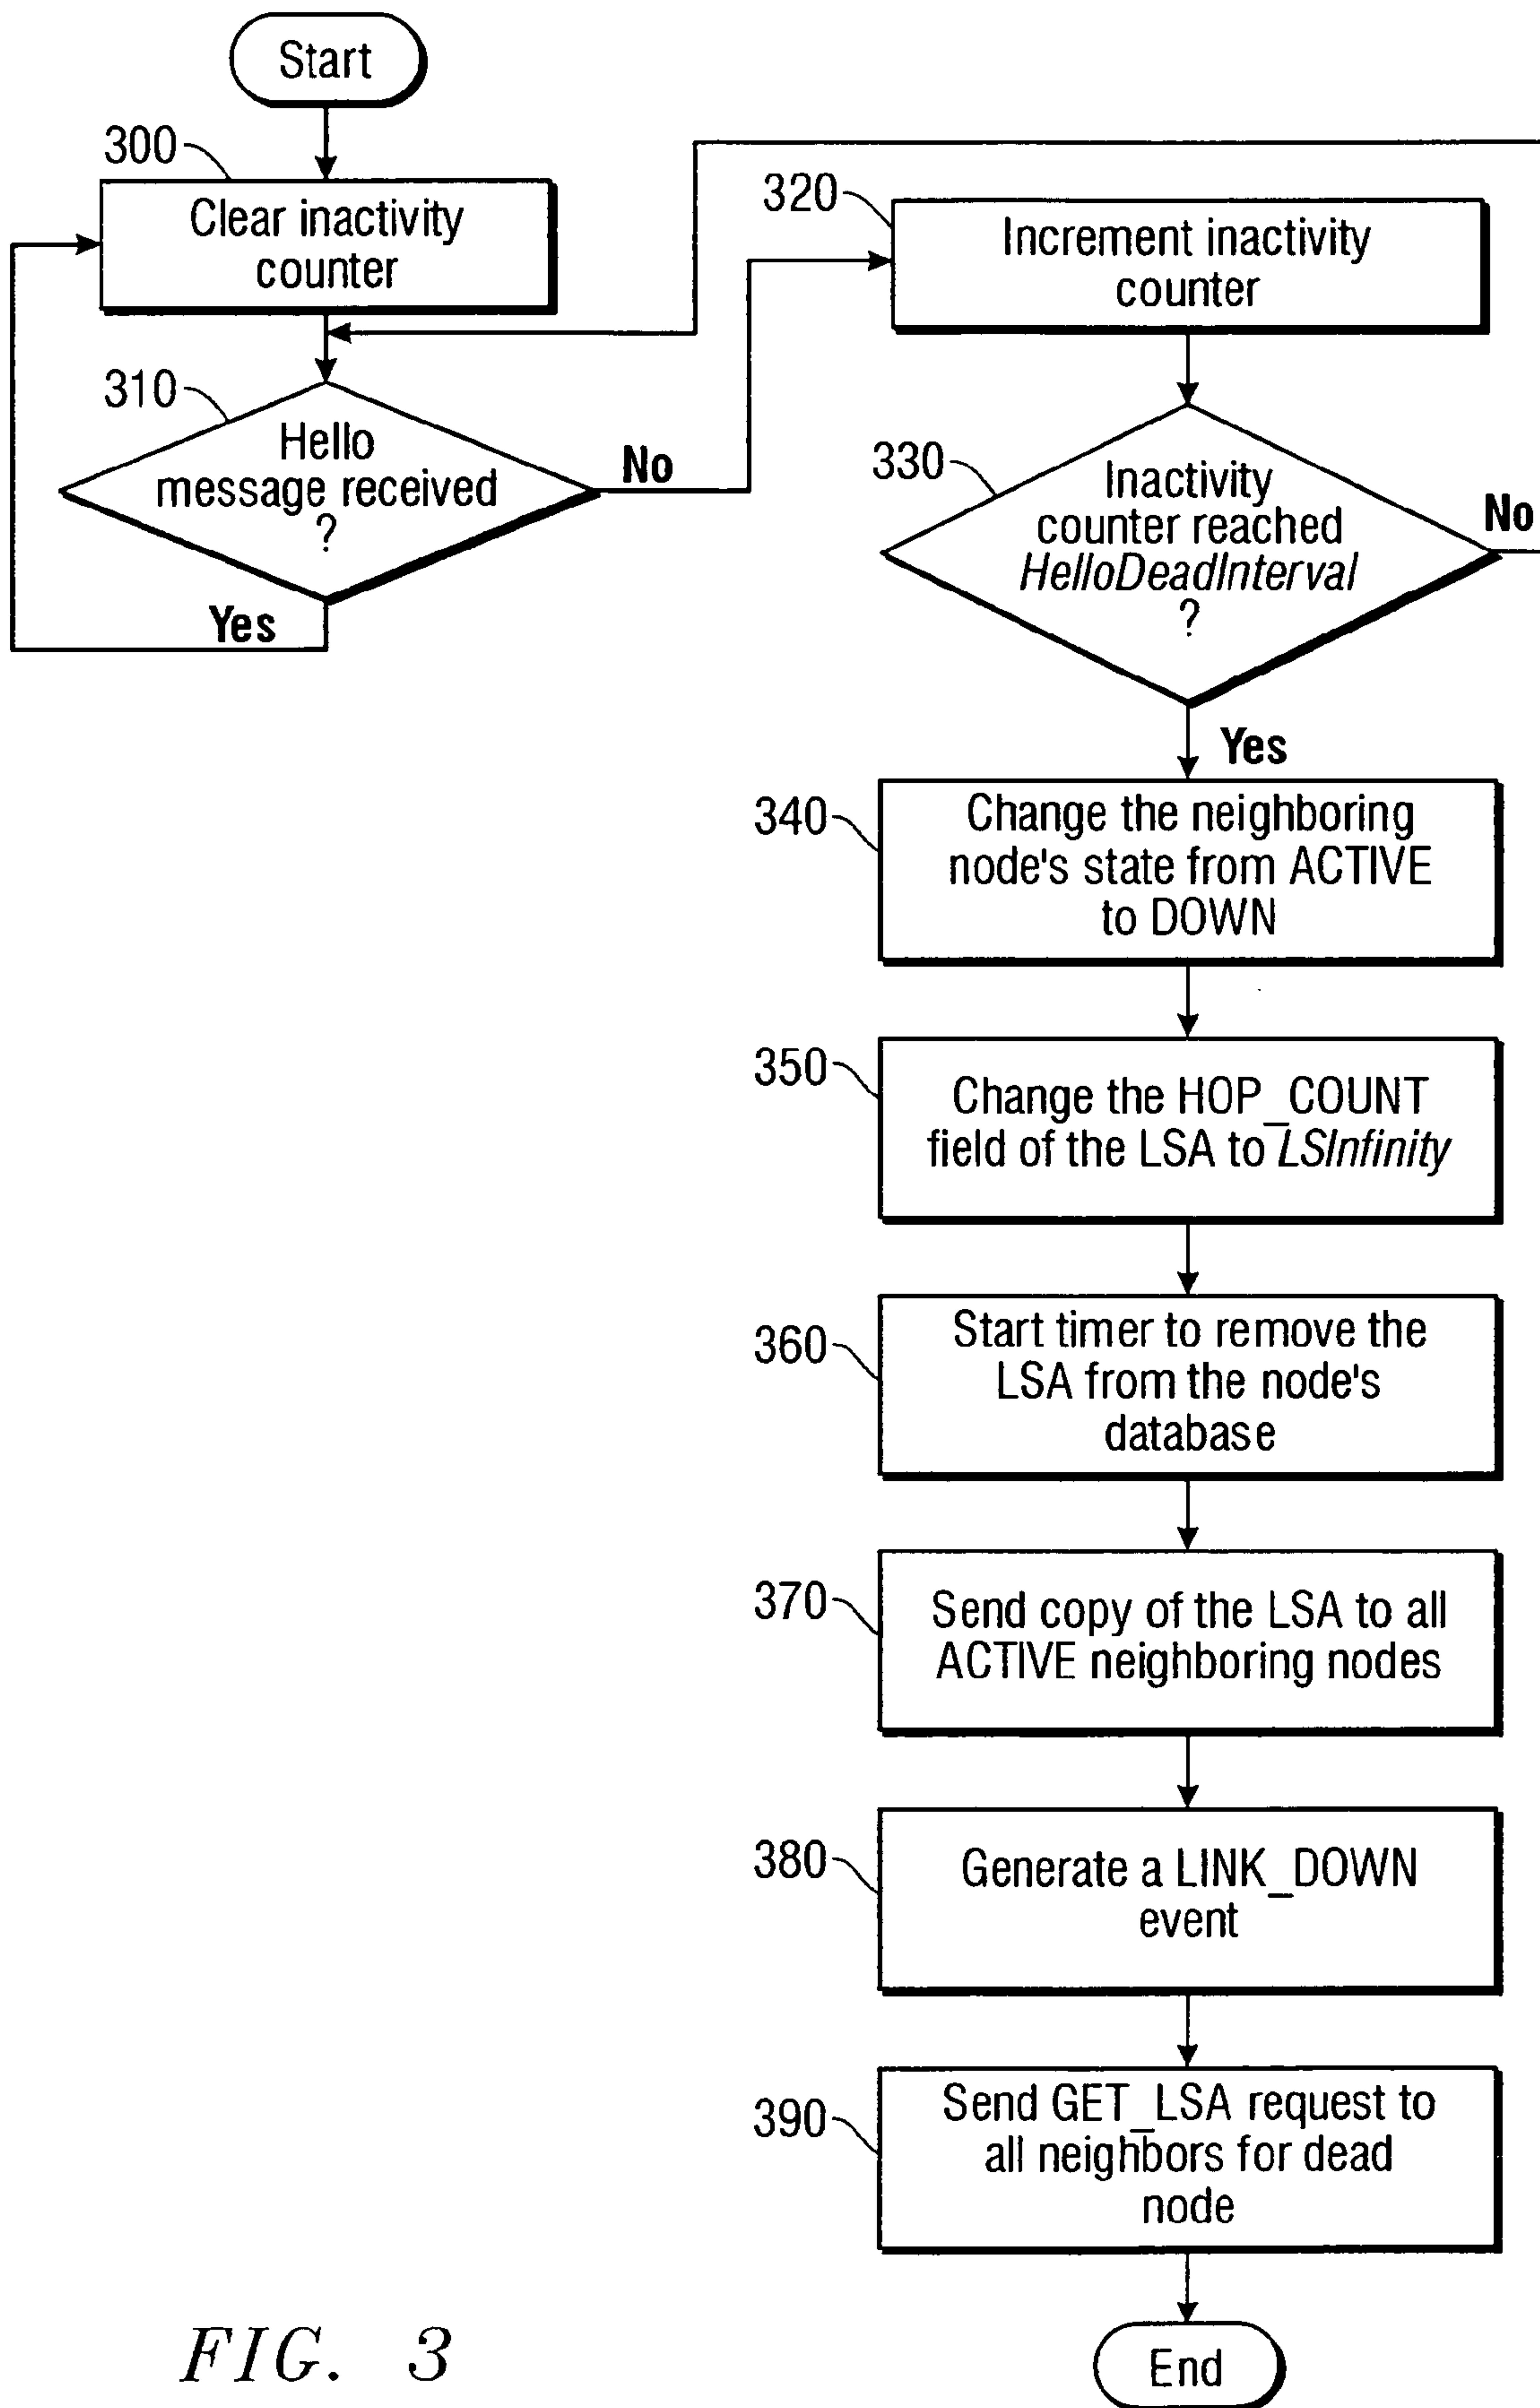 Start
300
Clear inactivity
counter
310
Hello
message received
?
No
Yes
320
Increment inactivity
counter
330
Inactivity
counter reached
HelloDeadInterval
?
No
Yes
340
Change the neighboring
node's state from ACTIVE
to DOWN
350
Change the HOP_COUNT
field of the LSA to LSInfinity
360
Start timer to remove the
LSA from the node's
database
370
Send copy of the LSA to all
ACTIVE neighboring nodes
380
Generate a LINK_DOWN
event
390
Send GET_LSA request to
all neighbors for dead
node
End
FIG. 3